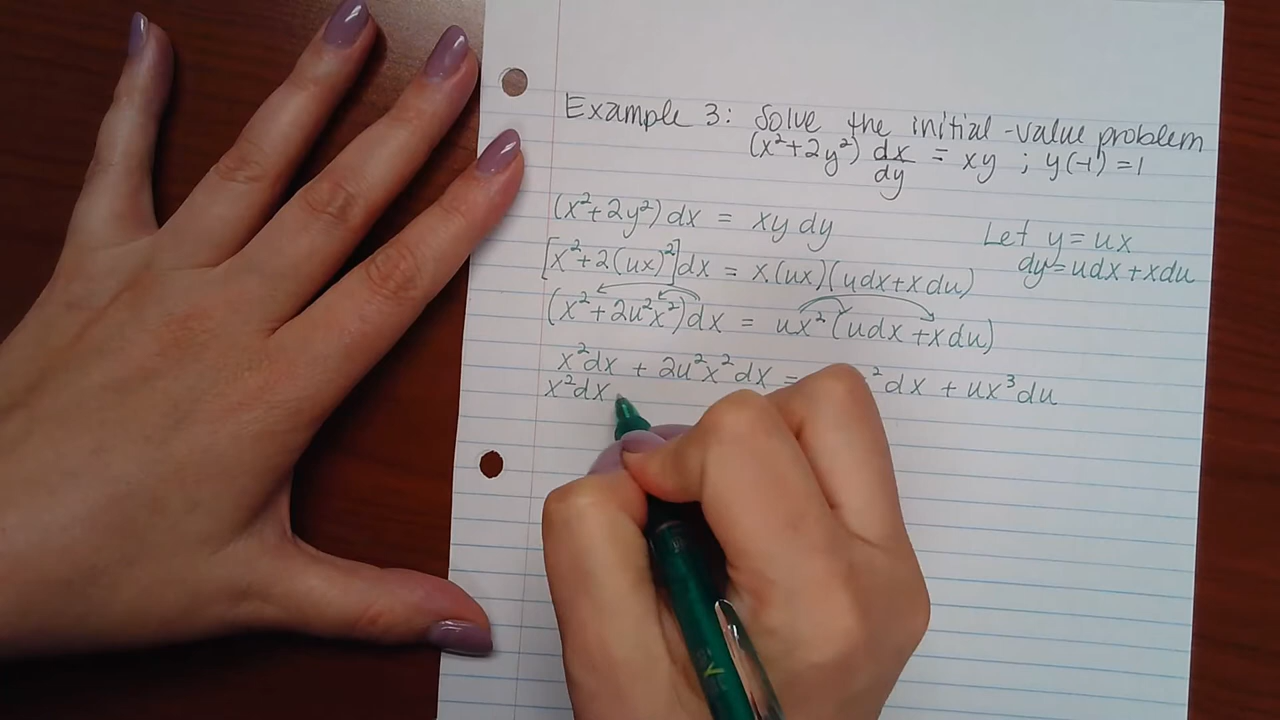 Example 3: Solve the initial-value problem
(x²+2y²) dx/dy = xy ; y(-1)=1
(x²+2y²)dx = xy dy
Let y=ux
dy=udx+xdu
[x²+2(ux)²]dx = x(ux)(udx+xdu)
(x²+2u²x²)dx = ux²(udx+xdu)
x²dx + 2u²x²dx = ²dx + ux³du
x²dx